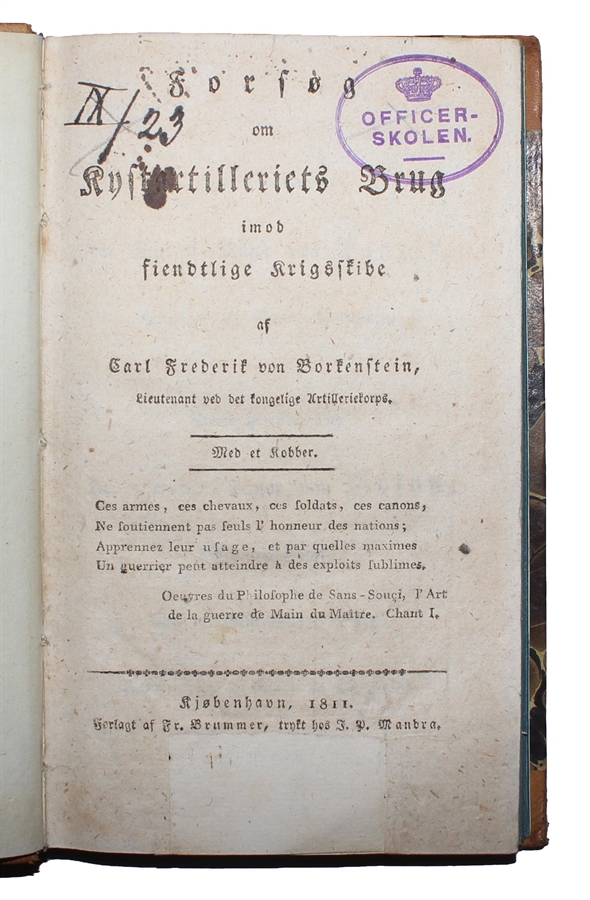 Forsøg
IX/23
OFFICER-
SKOLEN.
om
Kystartilleriets Brug
imod
fiendtlige Krigsskibe
af
Carl Frederik von Borkenstein,
Lieutenant ved det kongelige Artilleriekorps.
Med et Kobber.
Ces armes, ces chevaux, ces ſoldats, ces canons,
Ne ſoutiennent pas ſeuls l' honneur des nations;
Apprennez leur uſage, et par quelles maximes
Un guerrier peut atteindre à des exploits ſublimes.
Oeuvres du Philoſophe de Sans-Souçi, l'Art
de la guerre de Main du Maître. Chant I.
Kjøbenhavn, 1811.
Forlagt af Fr. Brummer, trykt hos J. P. Mandra.